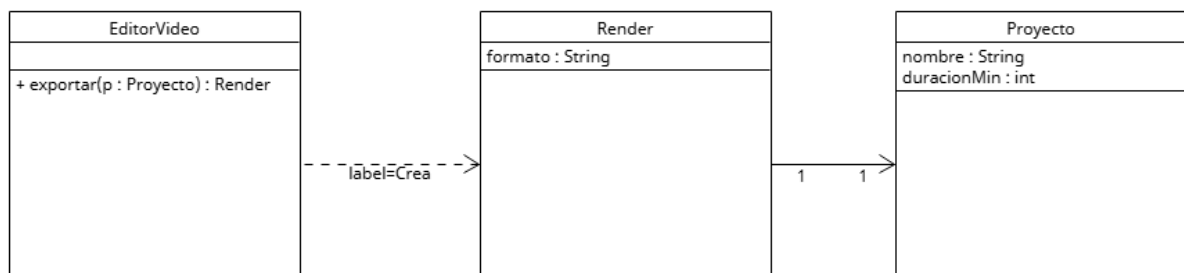 EditorVideo
+ exportar(p : Proyecto) : Render
label=Crea
Render
formato : String
1
1
Proyecto
nombre : String
duracionMin : int